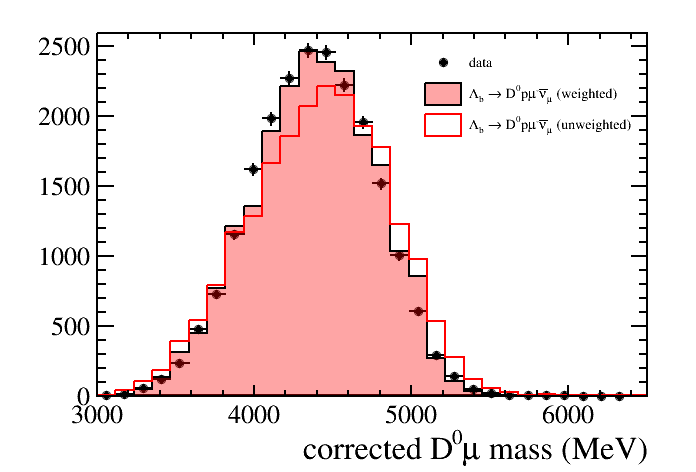 2500
2000
1500
1000
500
0
3000 4000 5000 6000
data
Λb → D⁰pμ ν̅μ (weighted)
Λb → D⁰pμ ν̅μ (unweighted)
corrected D⁰μ mass (MeV)